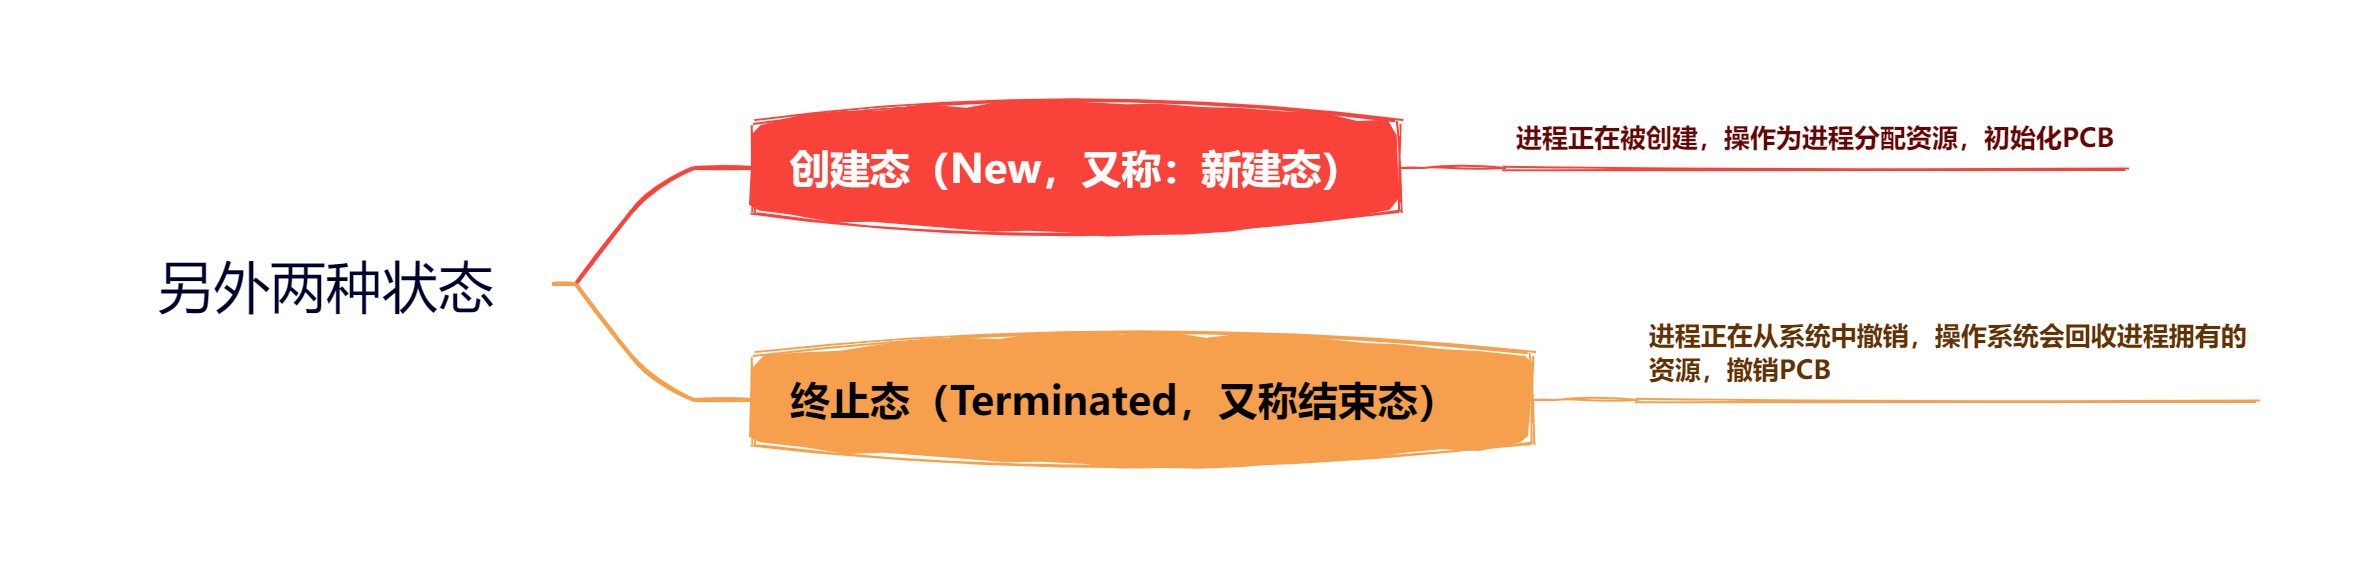 另外两种状态
创建态（New，又称：新建态）
进程正在被创建，操作为进程分配资源，初始化PCB
终止态（Terminated，又称结束态）
进程正在从系统中撤销，操作系统会回收进程拥有的
资源，撤销PCB